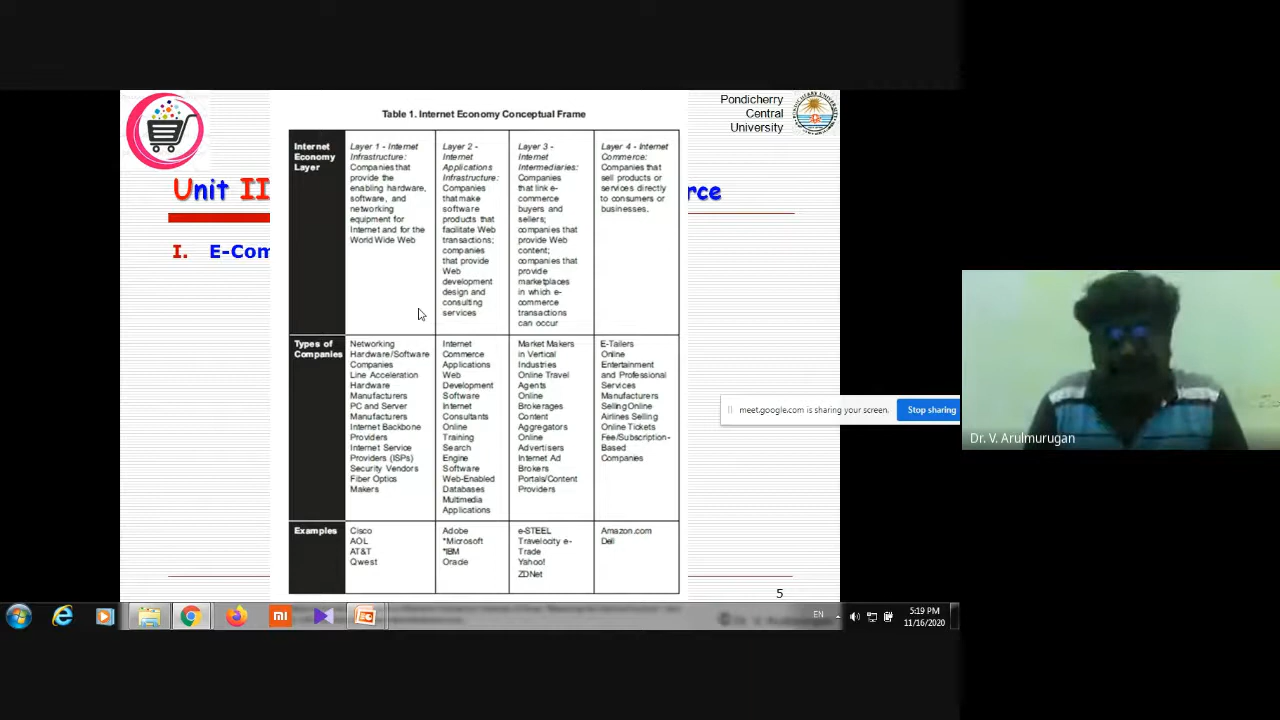 Pondicherry
Central
University
Unit II
rce
I. E-Com
Table 1. Internet Economy Conceptual Frame
Internet
Economy
Layer
Layer 1 - Internet
Infrastructure:
Companies that
provide the
enabling hardware,
software, and
networking
equipment for
Internet and for the
World Wide Web
Layer 2 -
Internet
Applications
Infrastructure:
Companies
that make
software
products that
facilitate Web
transactions;
companies
that provide
Web
development
design and
consulting
services
Layer 3 -
Internet
Intermediaries:
Companies
that link e-
commerce
buyers and
sellers;
companies that
provide Web
content;
companies that
provide
marketplaces
in which e-
commerce
transactions
can occur
Layer 4 - Internet
Commerce:
Companies that
sell products or
services directly
to consumers or
businesses.
Types of
Companies
Networking
Hardware/Software
Companies
Line Acceleration
Hardware
Manufacturers
PC and Server
Manufacturers
Internet Backbone
Providers
Internet Service
Providers (ISPs)
Security Vendors
Fiber Optics
Makers
Internet
Commerce
Applications
Web
Development
Software
Internet
Consultants
Online
Training
Search
Engine
Software
Web-Enabled
Databases
Multimedia
Applications
Market Makers
in Vertical
Industries
Online Travel
Agents
Online
Brokerages
Content
Aggregators
Online
Advertisers
Internet Ad
Brokers
Portals/Content
Providers
E-Tailers
Online
Entertainment
and Professional
Services
Manufacturers
Selling Online
Airlines Selling
Online Tickets
Fee/Subscription-
Based
Companies
Examples
Cisco
AOL
AT&T
Qwest
Adobe
*Microsoft
*IBM
Oracle
e-STEEL
Travelocity e-
Trade
Yahoo!
ZDNet
Amazon.com
Dell
5
meet.google.com is sharing your screen.
Stop sharing
Dr. V. Arulmurugan
EN
5:19 PM
11/16/2020